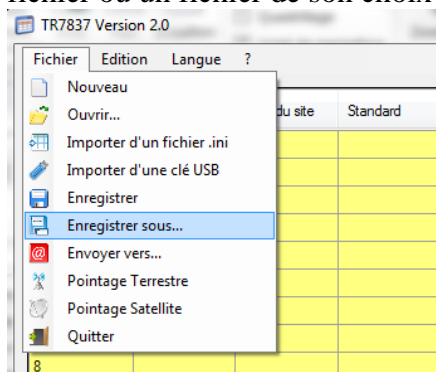 fichier ou un fichier de son choix
TR7837 Version 2.0
Fichier Edition Langue ?
Nouveau
Ouvrir...
du site Standard
Importer d'un fichier .ini
Importer d'une clé USB
Enregistrer
Enregistrer sous...
Envoyer vers...
Pointage Terrestre
Pointage Satellite
Quitter
8